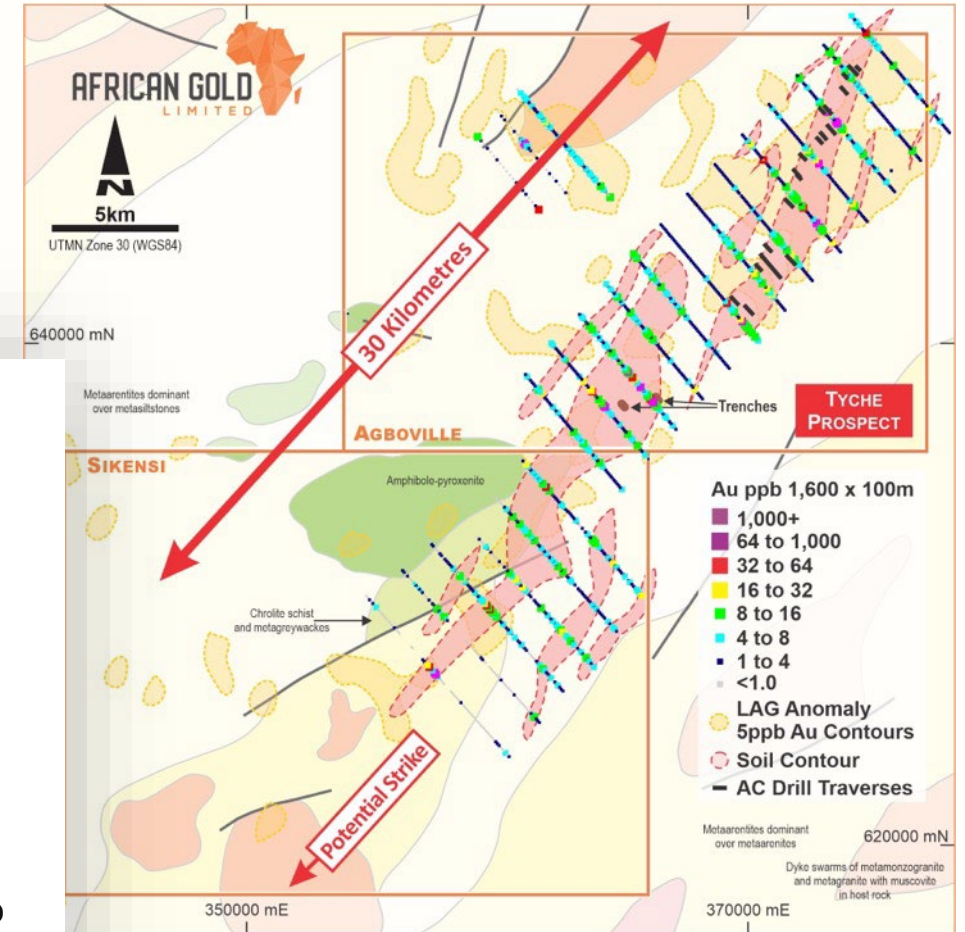 AFRICAN GOLD
LIMITED
N
5km
UTMN Zone 30 (WGS84)
30 Kilometres
640000 mN
Metaarentites dominant
over metasiltstones
Trenches
TYCHE
PROSPECT
AGBOVILLE
SIKENSI
Amphibole-pyroxenite
Chrolite schist
and metagreywackes
Au ppb 1,600 x 100m
1,000+
64 to 1,000
32 to 64
16 to 32
8 to 16
4 to 8
1 to 4
<1.0
LAG Anomaly
5ppb Au Contours
Soil Contour
AC Drill Traverses
Potential Strike
Metaarentites dominant
over metaarenites
620000 mN
Dyke swarms of metamonzogranite
and metagranite with muscovite
in host rock
350000 mE
370000 mE